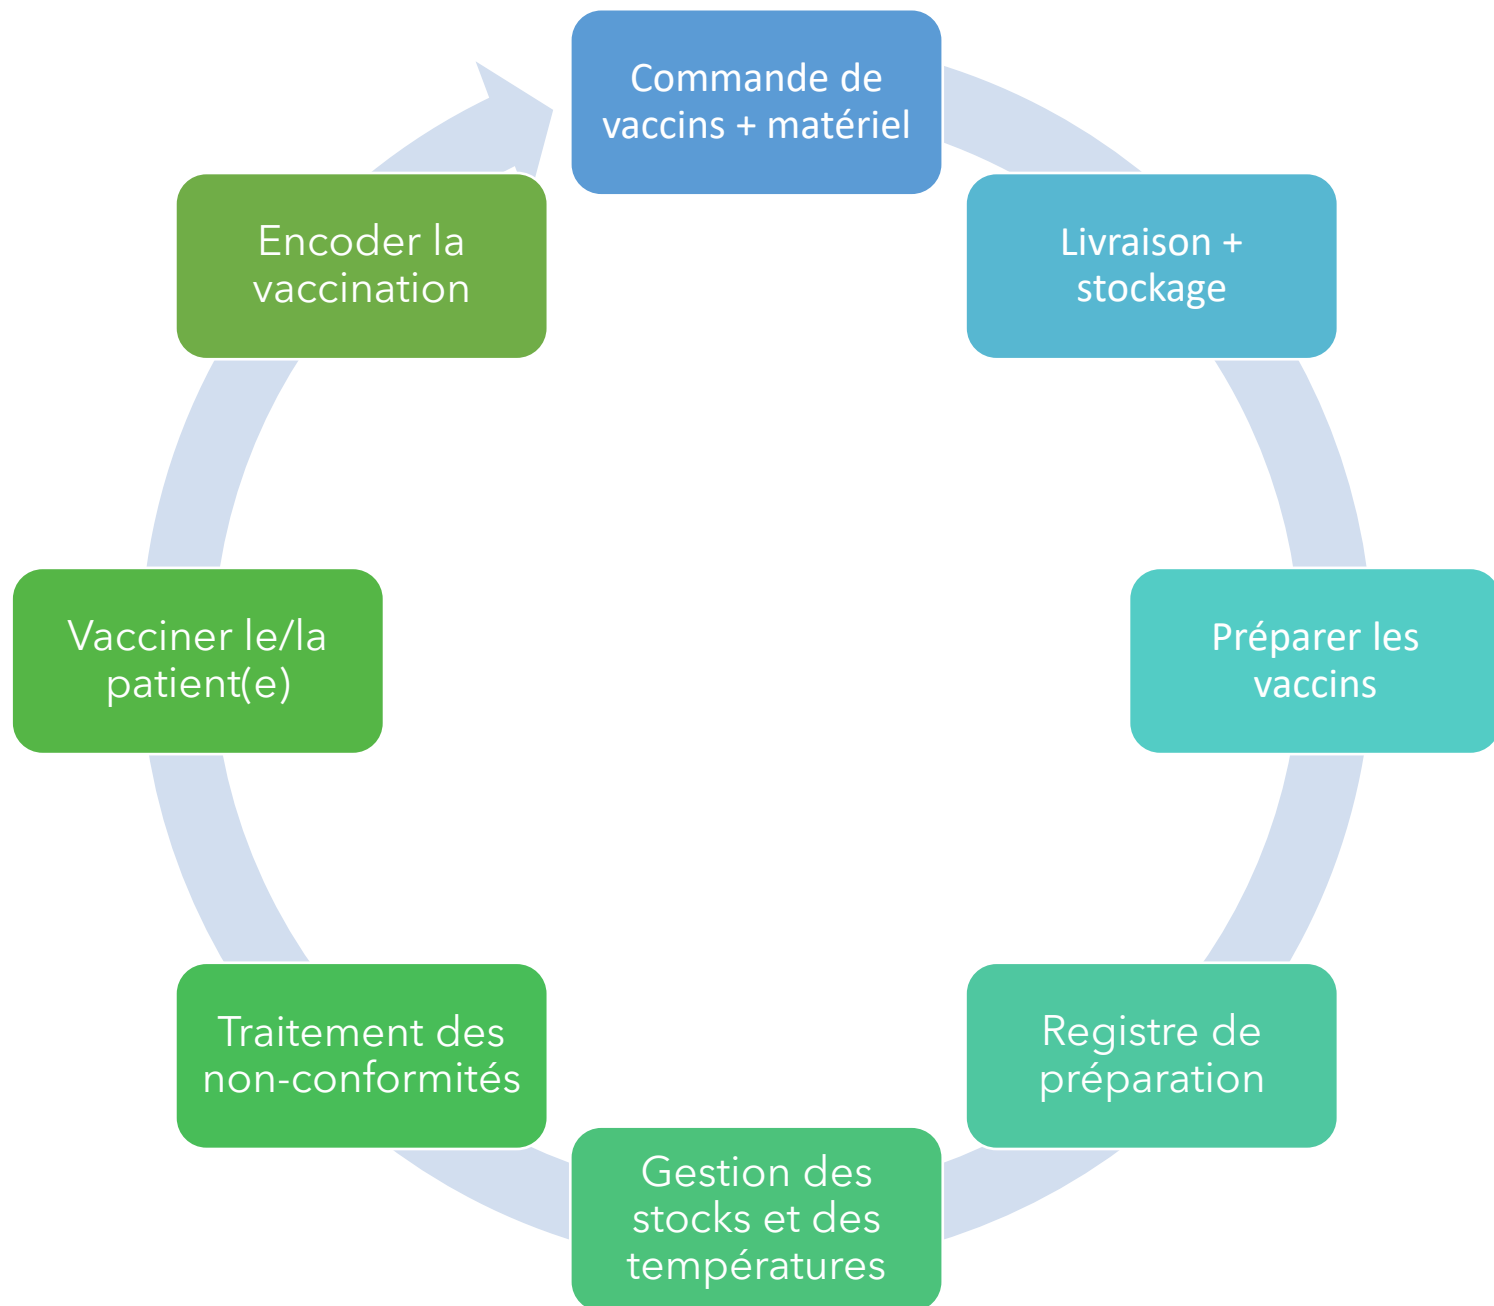 Commande de
vaccins + matériel
Livraison +
stockage
Préparer les
vaccins
Registre de
préparation
Gestion des
stocks et des
températures
Traitement des
non-conformités
Vacciner le/la
patient(e)
Encoder la
vaccination